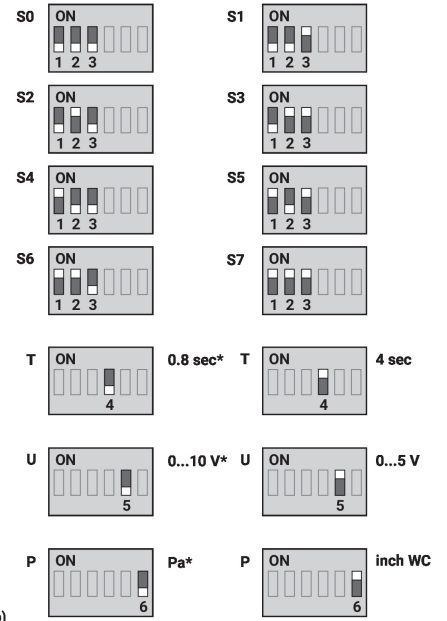 S0 ON S1 ON
1 2 3 1 2 3
S2 ON S3 ON
1 2 3 1 2 3
S4 ON S5 ON
1 2 3 1 2 3
S6 ON S7 ON
1 2 3 1 2 3
T ON 0.8 sec* T ON 4 sec
4 4
U ON 0...10 V* U ON 0...5 V
5 5
P ON Pa* P ON inch WC
6 6